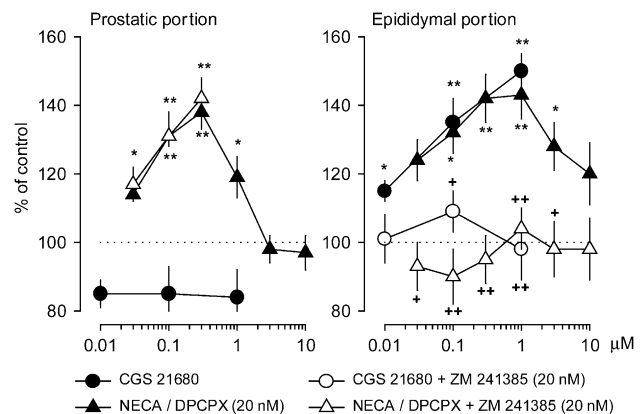 Prostatic portion
Epididymal portion
% of control
160
140
120
100
80
* ** ** ** ** *
0.01 0.1 1 10
160
140
120
100
80
* ** * ** ** ** *
+ ++ +
+ ++ ++ ++
0.01 0.1 1 10 μM
CGS 21680
CGS 21680 + ZM 241385 (20 nM)
NECA / DPCPX (20 nM)
NECA / DPCPX + ZM 241385 (20 nM)